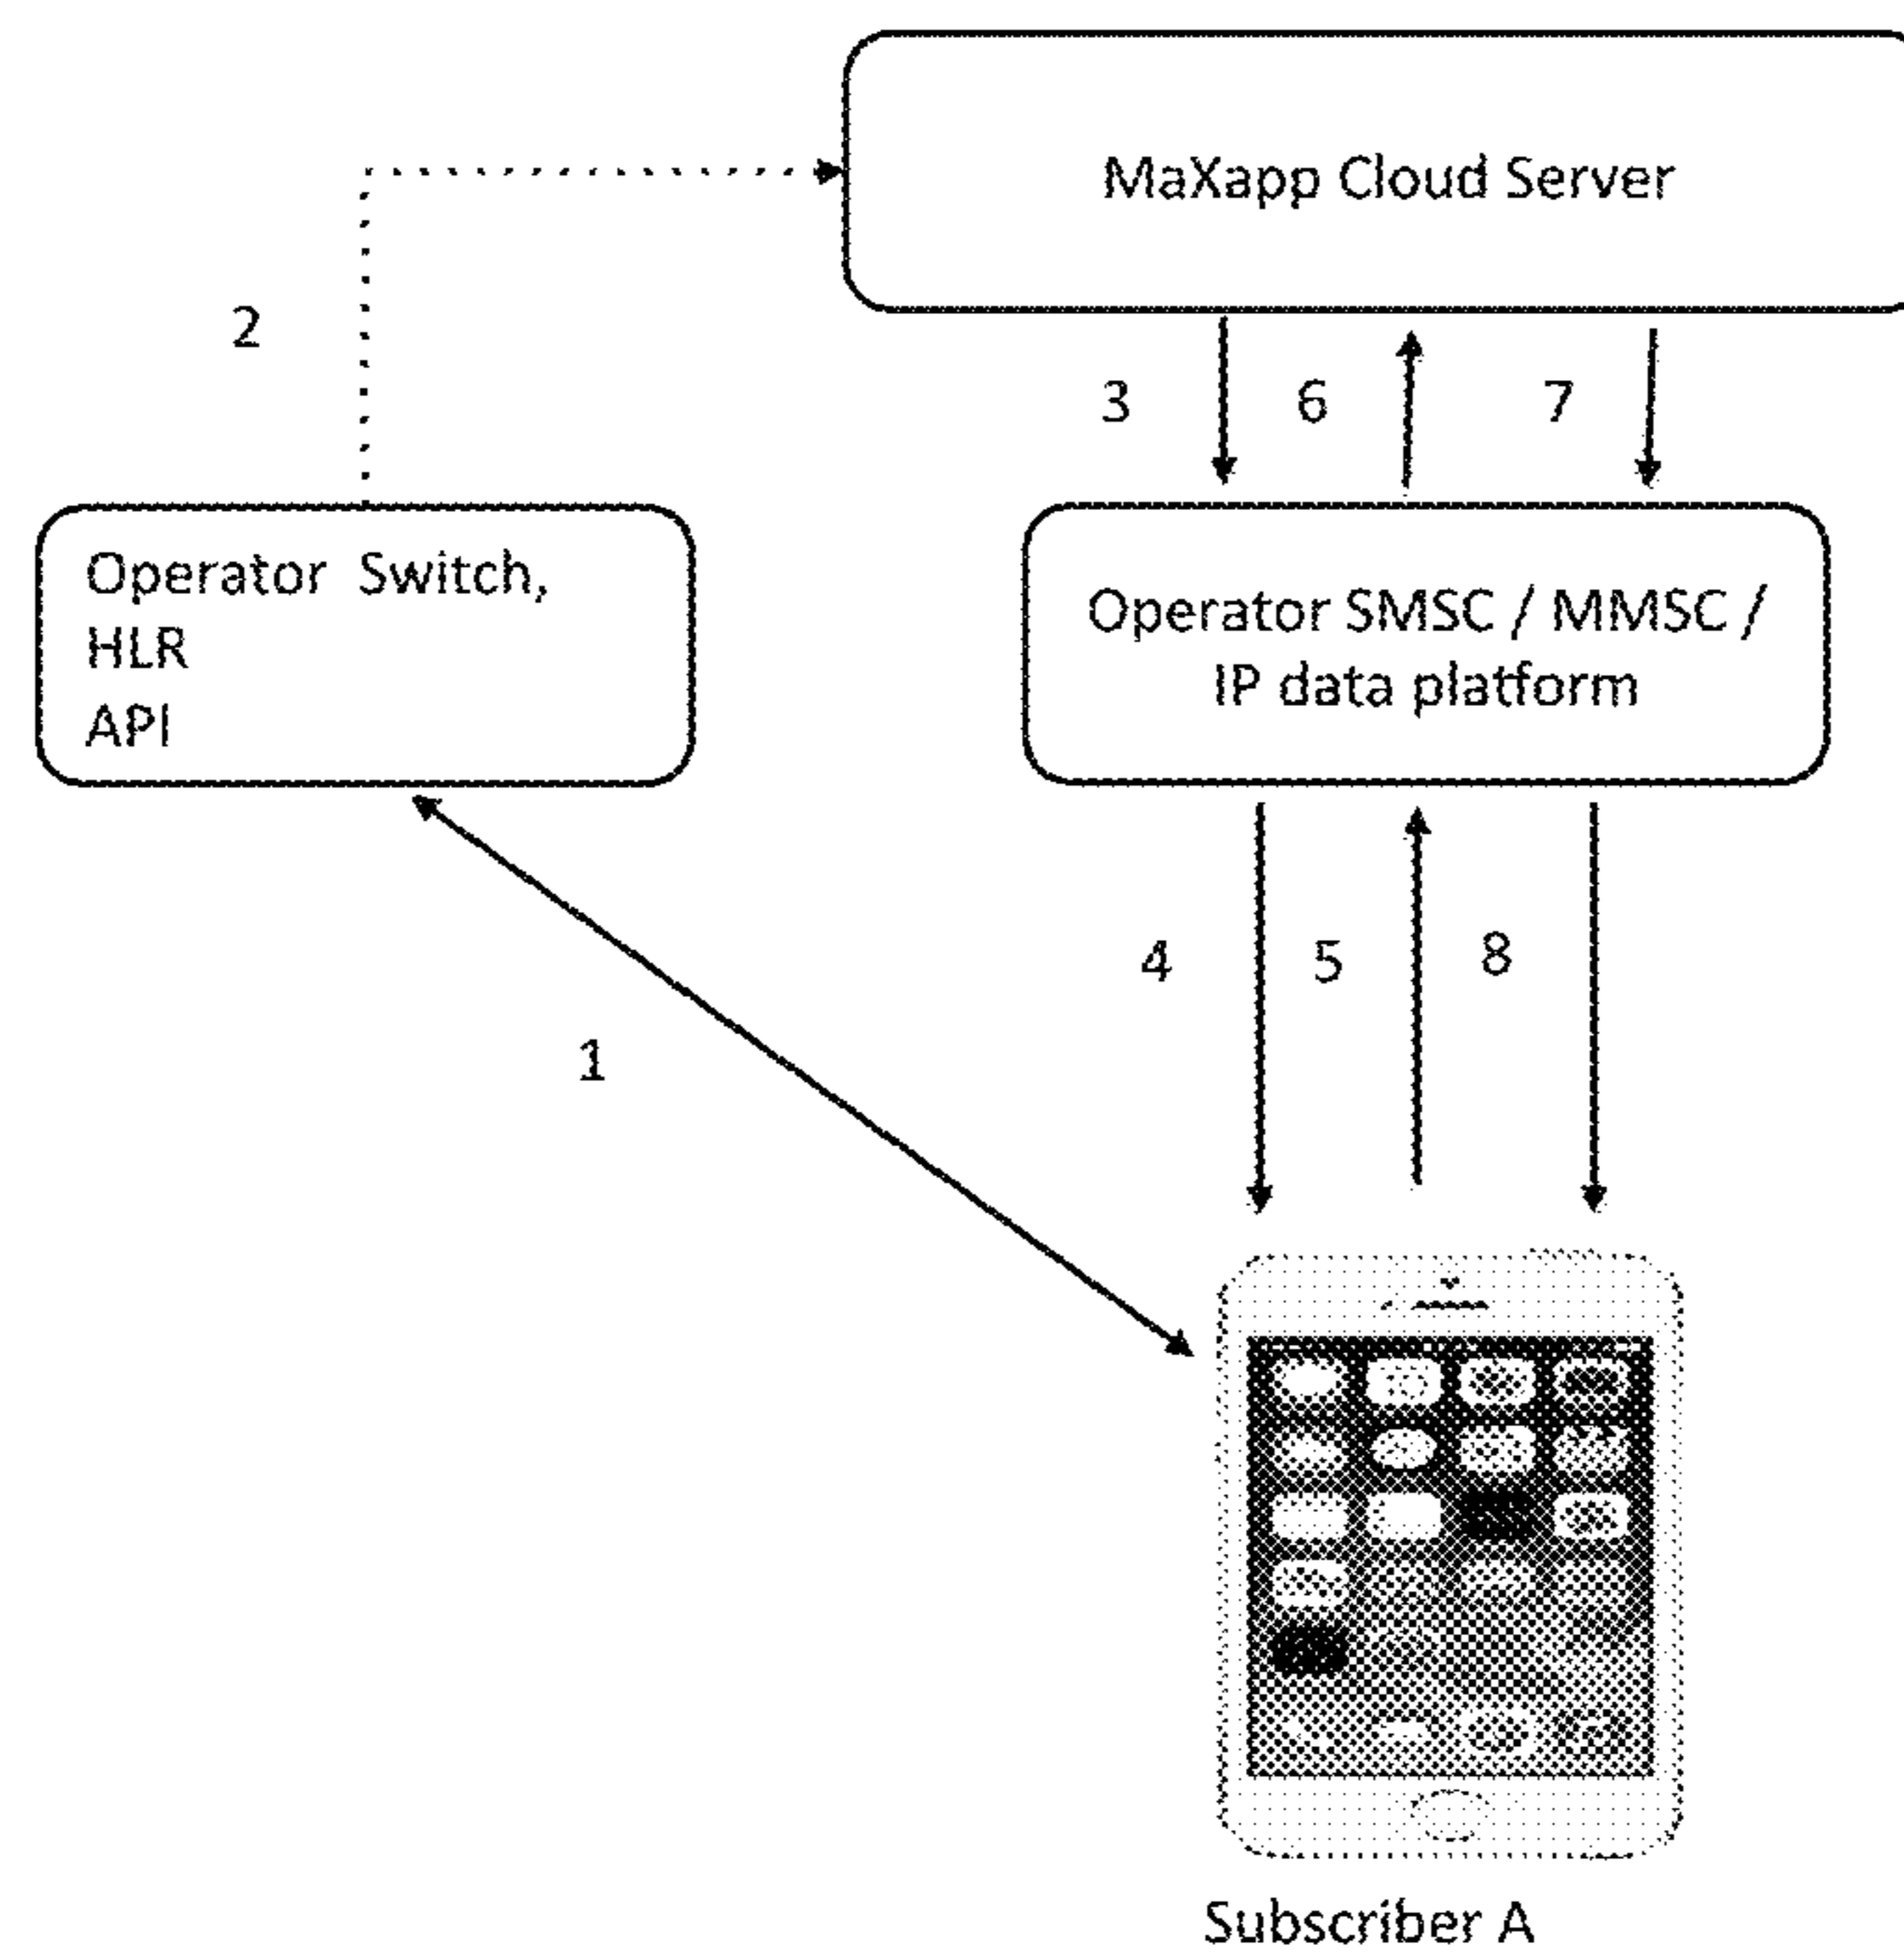 MaXapp Cloud Server
2
3 6 7
Operator Switch,
HLR
API
Operator SMSC / MMSC /
IP data platform
4 5 8
1
Subscriber A